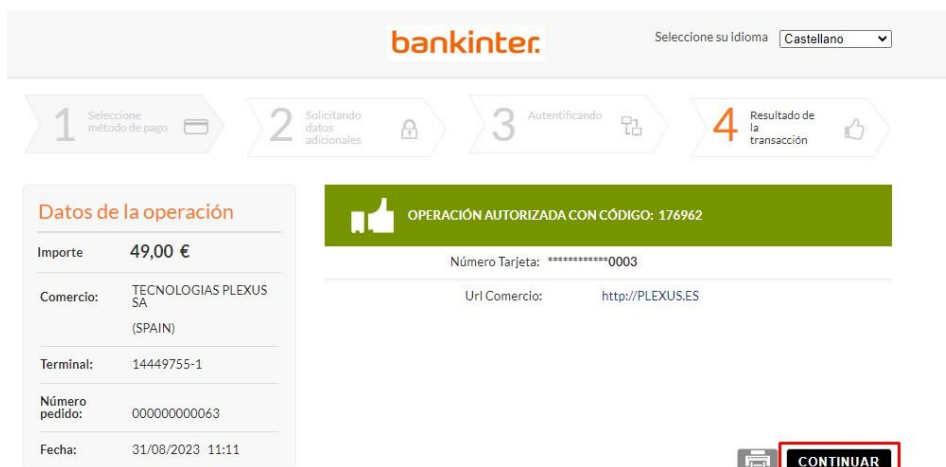 bankinter.
Seleccione su idioma Castellano
1 Seleccione
método de pago
2 Solicitando
datos
adicionales
3 Autentificando
4 Resultado de
la
transacción
Datos de la operación
Importe 49,00 €
Comercio: TECNOLOGIAS PLEXUS
SA
(SPAIN)
Terminal: 14449755-1
Número
pedido: 000000000063
Fecha: 31/08/2023 11:11
OPERACIÓN AUTORIZADA CON CÓDIGO: 176962
Número Tarjeta: ************0003
Url Comercio: http://PLEXUS.ES
CONTINUAR